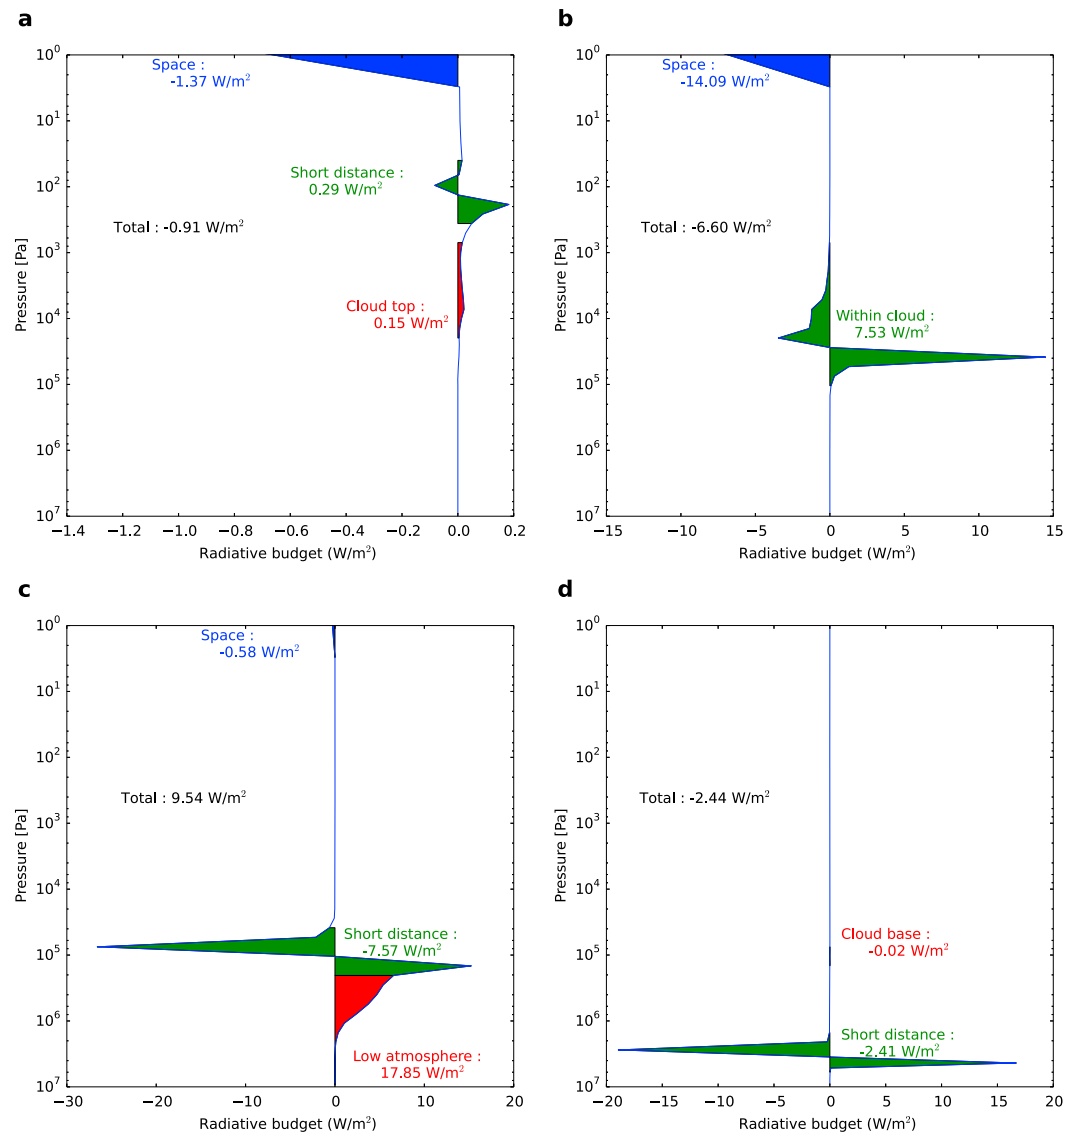 a
10⁰
10¹
10²
10³
10⁴
10⁵
10⁶
10⁷
Pressure [Pa]
Space :
-1.37 W/m²
Short distance :
0.29 W/m²
Total : -0.91 W/m²
Cloud top :
0.15 W/m²
−1.4 −1.2 −1.0 −0.8 −0.6 −0.4 −0.2 0.0 0.2
Radiative budget (W/m²)
b
10⁰
10¹
10²
10³
10⁴
10⁵
10⁶
10⁷
Pressure [Pa]
Space :
-14.09 W/m²
Total : -6.60 W/m²
Within cloud :
7.53 W/m²
−15 −10 −5 0 5 10 15
Radiative budget (W/m²)
c
10⁰
10¹
10²
10³
10⁴
10⁵
10⁶
10⁷
Pressure [Pa]
Space :
-0.58 W/m²
Total : 9.54 W/m²
Short distance :
-7.57 W/m²
Low atmosphere :
17.85 W/m²
−30 −20 −10 0 10 20
Radiative budget (W/m²)
d
10⁰
10¹
10²
10³
10⁴
10⁵
10⁶
10⁷
Pressure [Pa]
Total : -2.44 W/m²
Cloud base :
-0.02 W/m²
Short distance :
-2.41 W/m²
−20 −15 −10 −5 0 5 10 15 20
Radiative budget (W/m²)